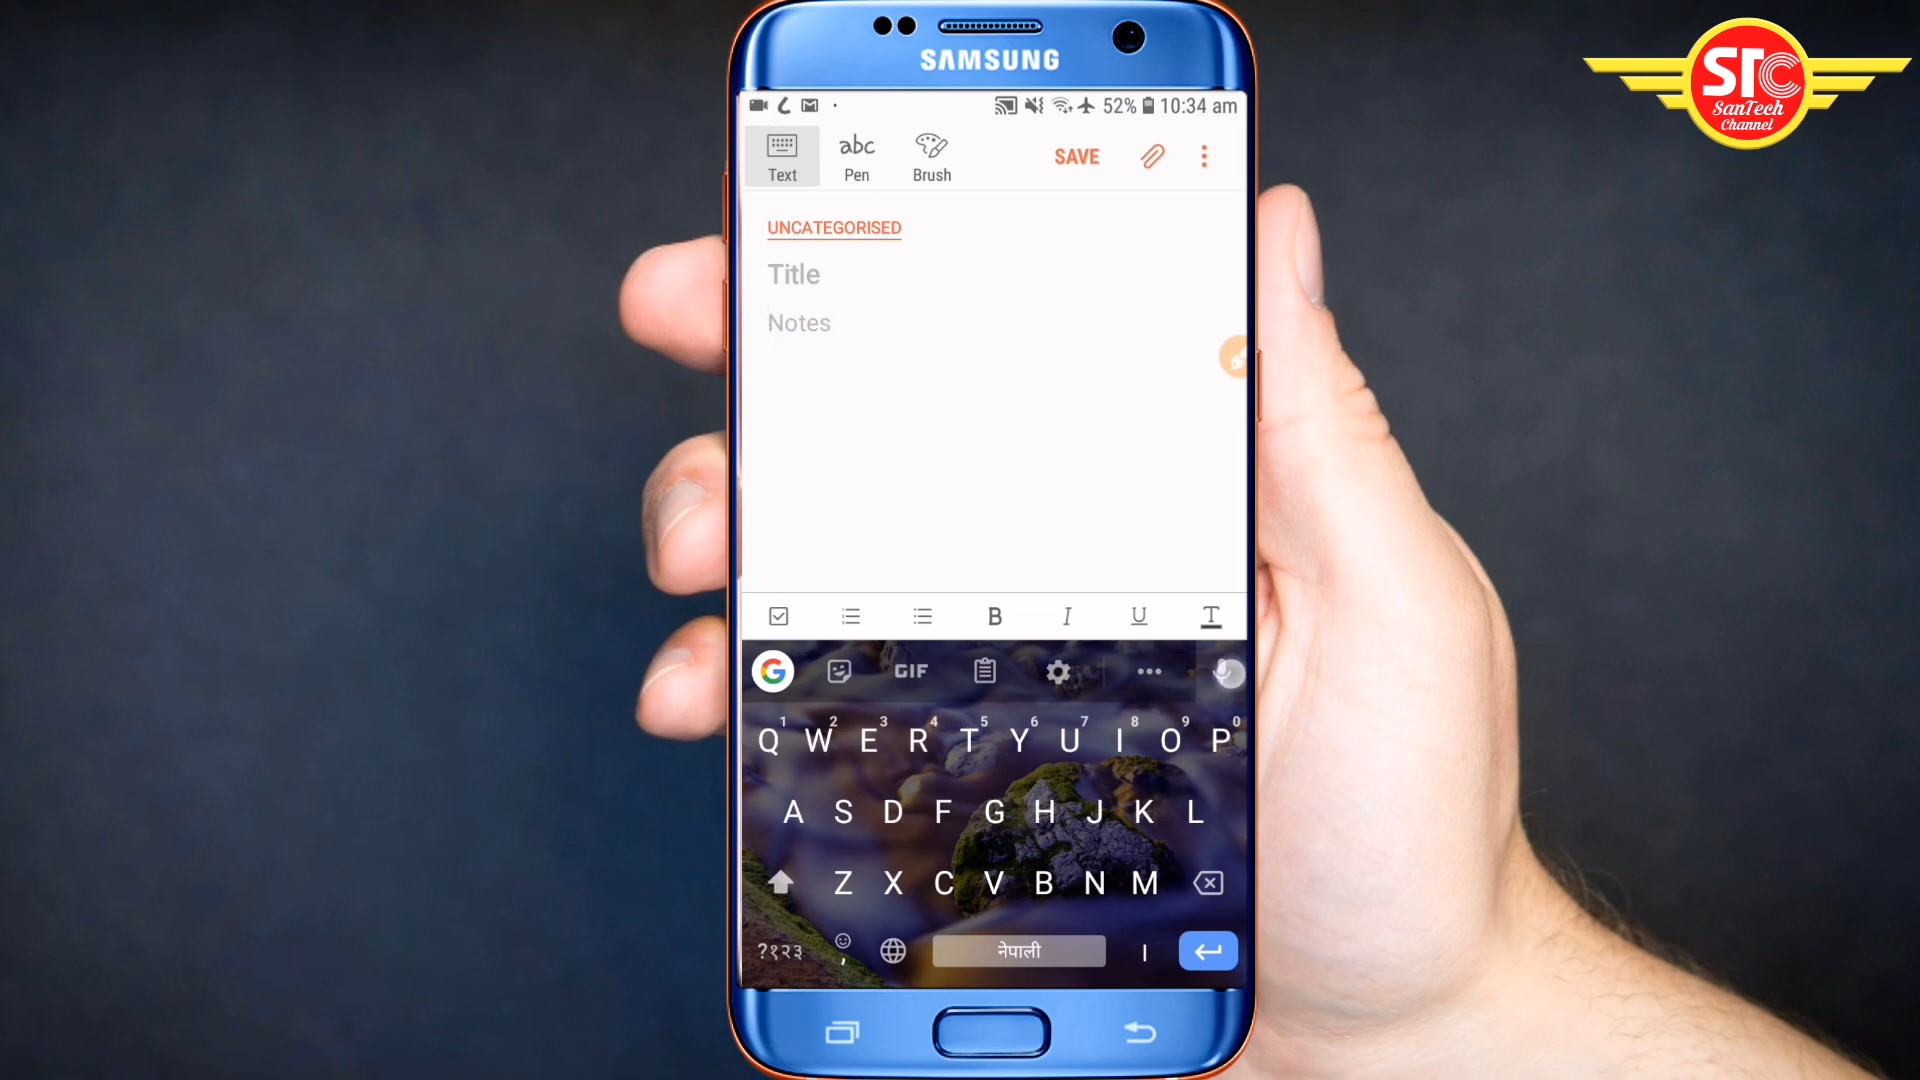 SAMSUNG
52% 10:34 am
Text
abc
Pen
Brush
SAVE
UNCATEGORISED
Title
Notes
B I U T
G GIF
1 2 3 4 5 6 7 8 9 0
Q W E R T Y U I O P
A S D F G H J K L
Z X C V B N M
?१२३ , नेपाली ।
STC
SanTech
Channel